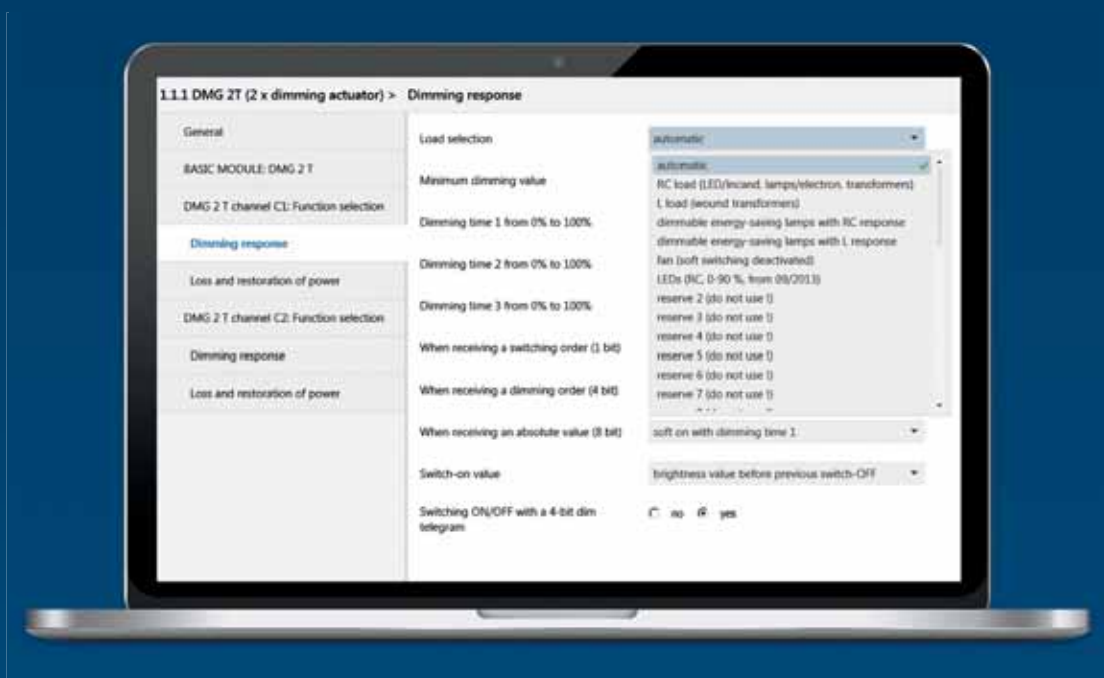 1.1.1 DMG 2T (2 x dimming actuator) > Dimming response
General
BASIC MODULE: DMG 2 T
DMG 2 T channel C1: Function selection
Dimming response
Loss and restoration of power
DMG 2 T channel C2: Function selection
Dimming response
Loss and restoration of power
Load selection
automatic
automatic
RC load (LED/incand. lamps/electron. transformers)
L load (wound transformers)
dimmable energy-saving lamps with RC response
dimmable energy-saving lamps with L response
fan (soft switching deactivated)
LEDs (RC, 0-90 %, from 09/2013)
reserve 2 (do not use !)
reserve 3 (do not use !)
reserve 4 (do not use !)
reserve 5 (do not use !)
reserve 6 (do not use !)
reserve 7 (do not use !)
Minimum dimming value
Dimming time 1 from 0% to 100%
Dimming time 2 from 0% to 100%
Dimming time 3 from 0% to 100%
When receiving a switching order (1 bit)
When receiving a dimming order (4 bit)
When receiving an absolute value (8 bit)
soft on with dimming time 1
Switch-on value
brightness value before previous switch-OFF
Switching ON/OFF with a 4-bit dim
telegram
no yes